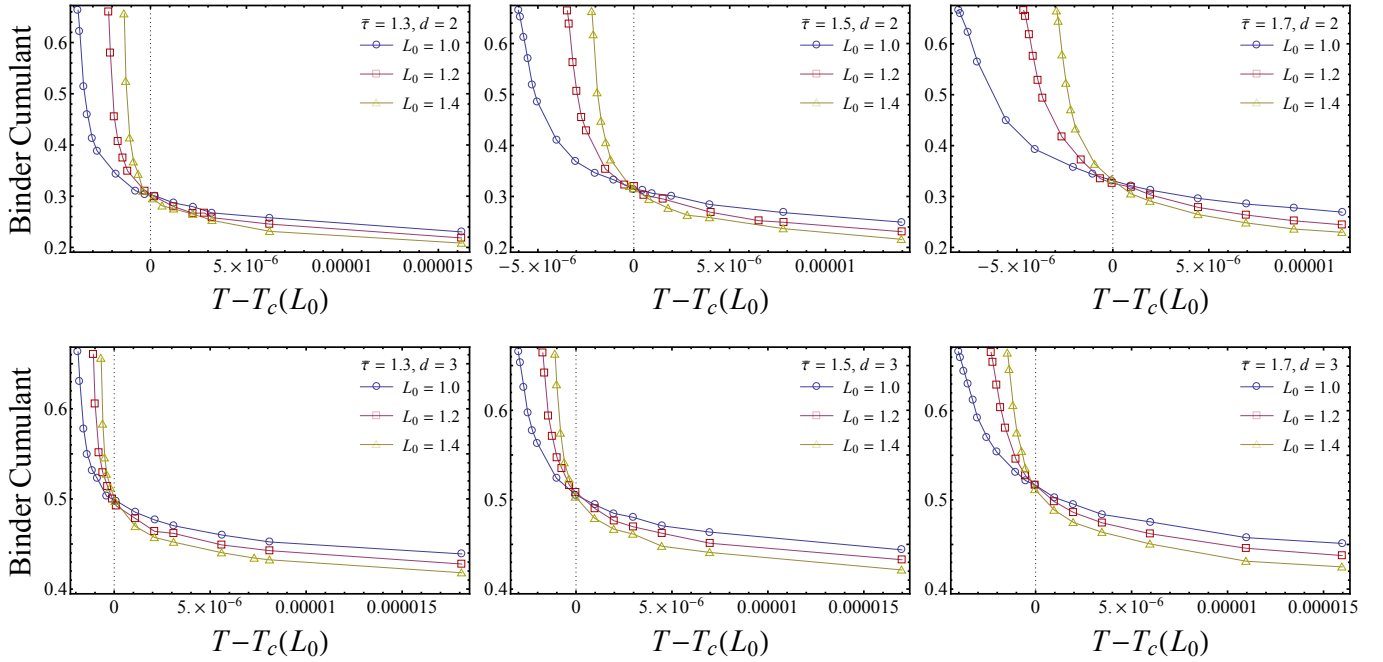 τ̄ = 1.3, d = 2
L₀ = 1.0
L₀ = 1.2
L₀ = 1.4
0.6
0.5
0.4
0.3
0.2
Binder Cumulant
0 5.×10⁻⁶ 0.00001 0.000015
T−T_c(L₀)
τ̄ = 1.5, d = 2
L₀ = 1.0
L₀ = 1.2
L₀ = 1.4
−5.×10⁻⁶ 0 5.×10⁻⁶ 0.00001
T−T_c(L₀)
τ̄ = 1.7, d = 2
L₀ = 1.0
L₀ = 1.2
L₀ = 1.4
−5.×10⁻⁶ 0 5.×10⁻⁶ 0.00001
T−T_c(L₀)
τ̄ = 1.3, d = 3
L₀ = 1.0
L₀ = 1.2
L₀ = 1.4
0.6
0.5
0.4
Binder Cumulant
0 5.×10⁻⁶ 0.00001 0.000015
T−T_c(L₀)
τ̄ = 1.5, d = 3
L₀ = 1.0
L₀ = 1.2
L₀ = 1.4
0 5.×10⁻⁶ 0.00001 0.000015
T−T_c(L₀)
τ̄ = 1.7, d = 3
L₀ = 1.0
L₀ = 1.2
L₀ = 1.4
0 5.×10⁻⁶ 0.00001 0.000015
T−T_c(L₀)